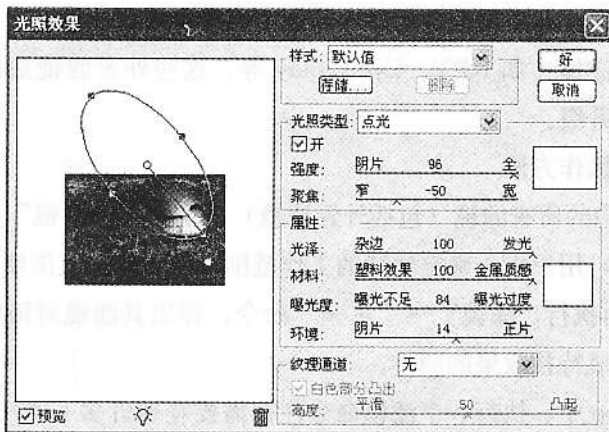 光照效果
样式: 默认值
好
存储... 删除
取消
光照类型: 点光
开
强度: 阴片 96 全
聚焦: 窄 -50 宽
属性:
光泽: 杂边 100 发光
材料: 塑料效果 100 金属质感
曝光度: 曝光不足 84 曝光过度
环境: 阴片 14 正片
纹理通道: 无
白色部分凸出
高度: 平滑 50 凸起
预览